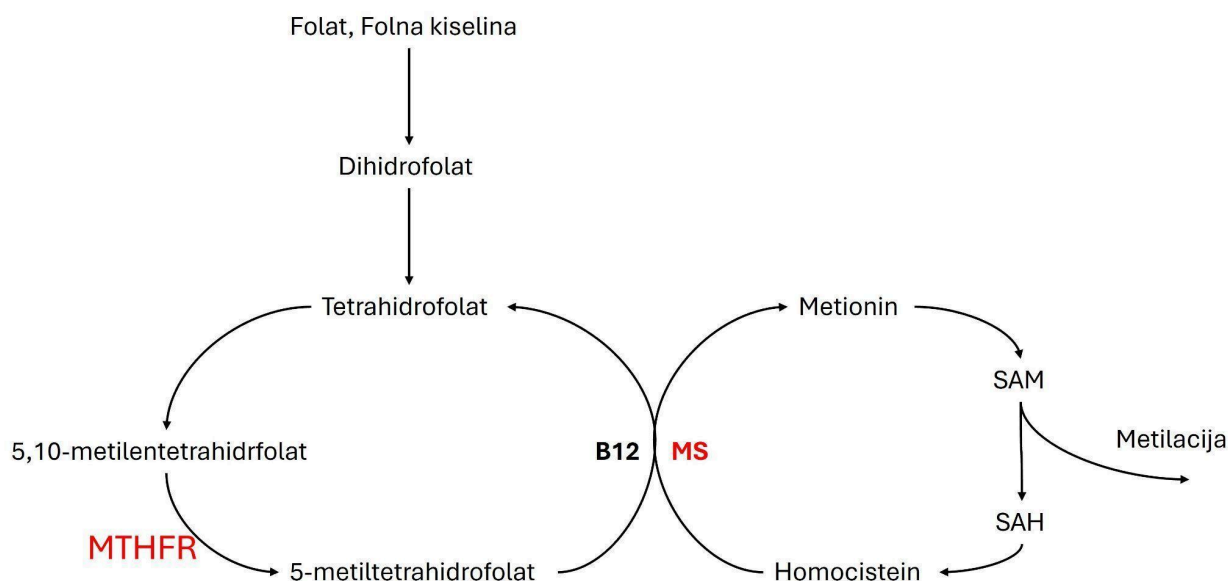 Folat, Folna kiselina
Dihidrofolat
Tetrahidrofolat
Metionin
SAM
5,10-metilentetrahidrfolat
B12
MS
Metilacija
SAH
MTHFR
5-metiltetrahidrofolat
Homocistein